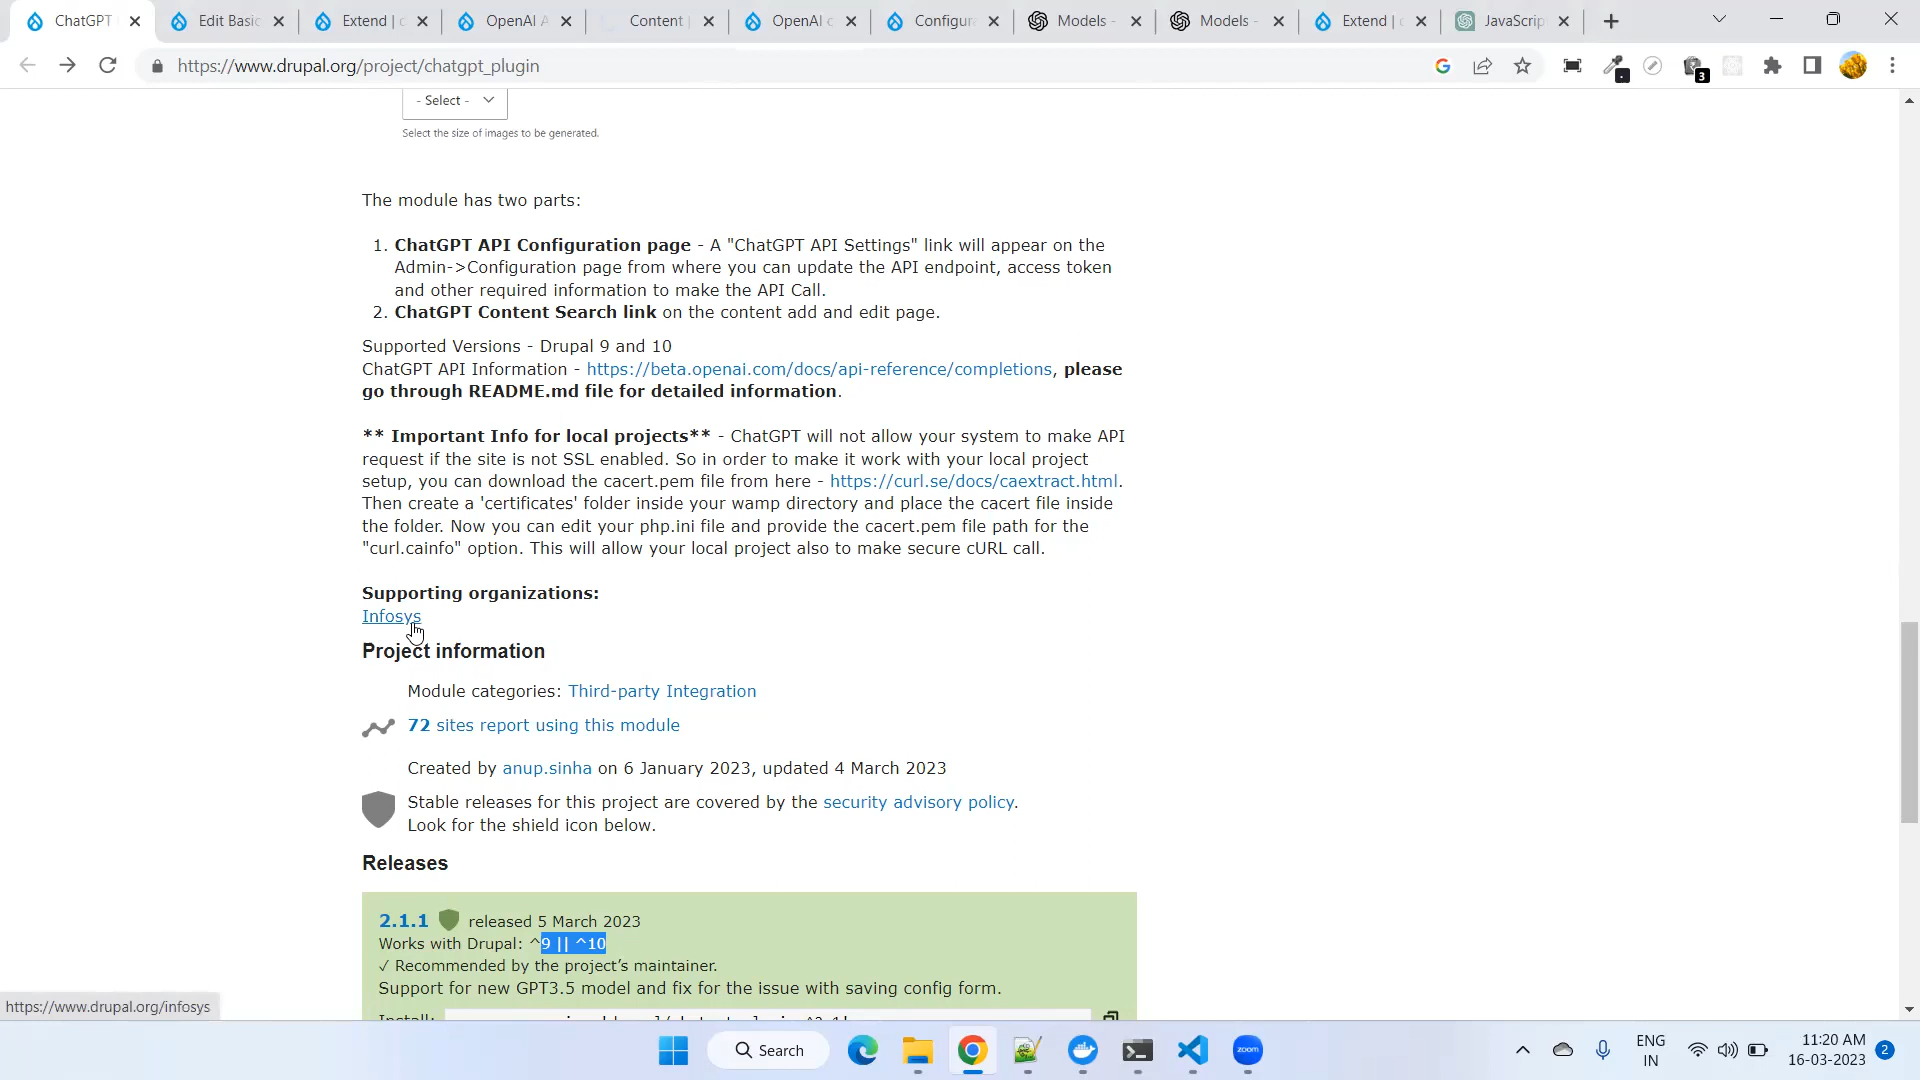 ChatGPT
Edit Basic
Extend |
OpenAI A
Content |
OpenAI
Configura
Models -
Models -
Extend |
JavaScrip
https://www.drupal.org/project/chatgpt_plugin
3
- Select -
Select the size of images to be generated.
The module has two parts:
1. ChatGPT API Configuration page - A "ChatGPT API Settings" link will appear on the
Admin->Configuration page from where you can update the API endpoint, access token
and other required information to make the API Call.
2. ChatGPT Content Search link on the content add and edit page.
Supported Versions - Drupal 9 and 10
ChatGPT API Information - https://beta.openai.com/docs/api-reference/completions, please
go through README.md file for detailed information.
** Important Info for local projects** - ChatGPT will not allow your system to make API
request if the site is not SSL enabled. So in order to make it work with your local project
setup, you can download the cacert.pem file from here - https://curl.se/docs/caextract.html.
Then create a 'certificates' folder inside your wamp directory and place the cacert file inside
the folder. Now you can edit your php.ini file and provide the cacert.pem file path for the
"curl.cainfo" option. This will allow your local project also to make secure cURL call.
Supporting organizations:
Infosys
Project information
Module categories: Third-party Integration
72 sites report using this module
Created by anup.sinha on 6 January 2023, updated 4 March 2023
Stable releases for this project are covered by the security advisory policy.
Look for the shield icon below.
Releases
2.1.1 released 5 March 2023
Works with Drupal: ^9 || ^10
✓ Recommended by the project's maintainer.
Support for new GPT3.5 model and fix for the issue with saving config form.
Install:
https://www.drupal.org/infosys
Search
zoom
ENG
IN
11:20 AM
16-03-2023
2